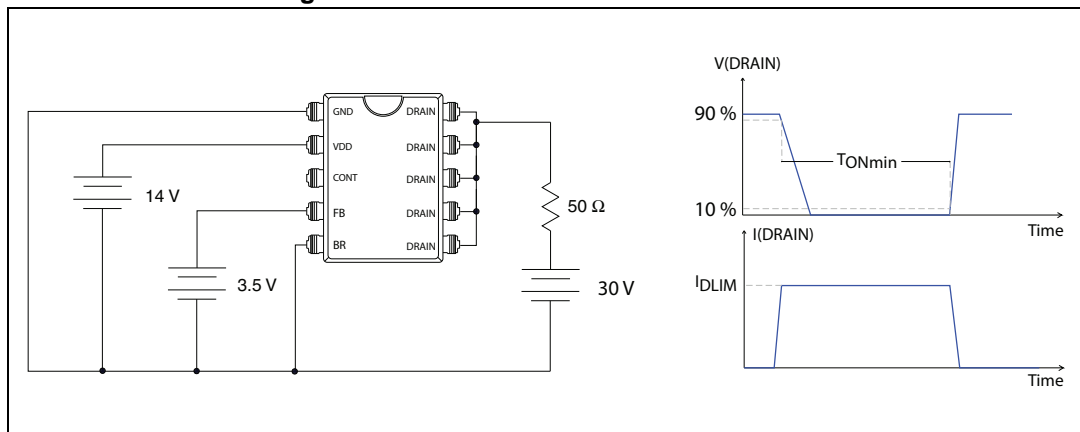 g
GND
DRAIN
VDD
DRAIN
CONT
DRAIN
FB
DRAIN
BR
DRAIN
14 V
3.5 V
50 Ω
30 V
V(DRAIN)
90 %
TONmin
10 %
Time
I(DRAIN)
IDLIM
Time